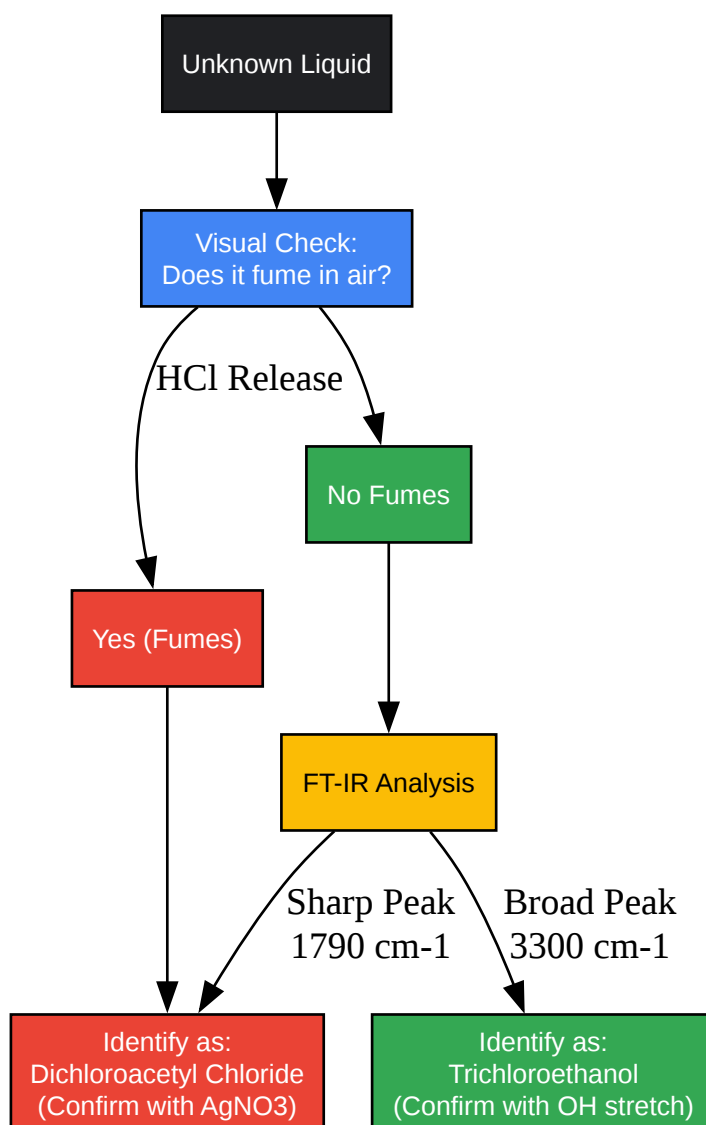 Unknown Liquid
Visual Check:
Does it fume in air?
HCl Release
No Fumes
Yes (Fumes)
FT-IR Analysis
Sharp Peak
1790 cm-1
Broad Peak
3300 cm-1
Identify as:
Dichloroacetyl Chloride
(Confirm with AgNO3)
Identify as:
Trichloroethanol
(Confirm with OH stretch)